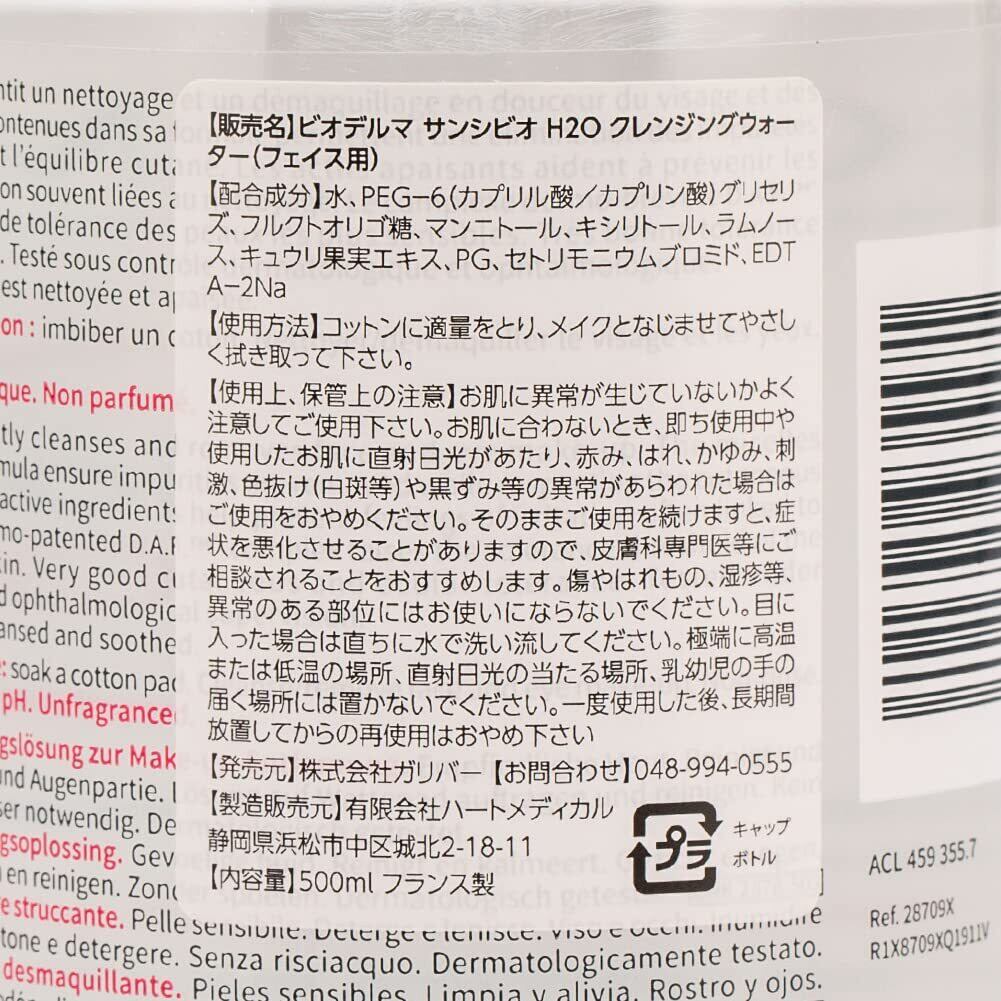 【販売名】ビオデルマ サンシビオ H2O クレンジングウォー
ター(フェイス用)
【配合成分】水、PEG-6(カプリル酸／カプリン酸)グリセリ
ズ、フルクトオリゴ糖、マンニトール、キシリトール、ラムノー
ス、キュウリ果実エキス、PG、セトリモニウムブロミド、EDT
A-2Na
【使用方法】コットンに適量をとり、メイクとなじませてやさし
く拭き取って下さい。
【使用上、保管上の注意】お肌に異常が生じていないかよく
注意してご使用下さい。お肌に合わないとき、即ち使用中や
使用したお肌に直射日光があたり、赤み、はれ、かゆみ、刺
激、色抜け(白斑等)や黒ずみ等の異常があらわれた場合は
ご使用をおやめください。そのままご使用を続けますと、症
状を悪化させることがありますので、皮膚科専門医等にご
相談されることをおすすめします。傷やはれもの、湿疹等、
異常のある部位にはお使いにならないでください。目に
入った場合は直ちに水で洗い流してください。極端に高温
または低温の場所、直射日光の当たる場所、乳幼児の手の
届く場所には置かないでください。一度使用した後、長期間
放置してからの再使用はおやめ下さい
【発売元】株式会社ガリバー【お問合わせ】048-994-0555
【製造販売元】有限会社ハートメディカル
静岡県浜松市中区城北2-18-11
【内容量】500ml フランス製
プラ
キャップ
ボトル
un nettoyage
contenues dans sa
l'équilibre
on souvent liées
de tolérance des
. Testé sous
est nettoyée et
on : imbiber un
que. Non parfum
tly cleanses and
mula ensure
active
mo-patented
in. Very good
d
ansed and soothed
: soak a cotton pad
pH. Unfragrance
gslösung zur
und Augenpartie.
ser notwendig.
gsoplossing.
en reinigen.
e struccante. Pelle sensibile. Deterge e lenisce. Viso e occhi. Inumidire
tone e detergere. Senza risciacquo. Dermatologicamente testato.
desmaquillante. Pieles sensibles. Limpia y alivia. Rostro y ojos.
ACL 459 355.7
Ref. 28709X
R1X8709XQ1911V